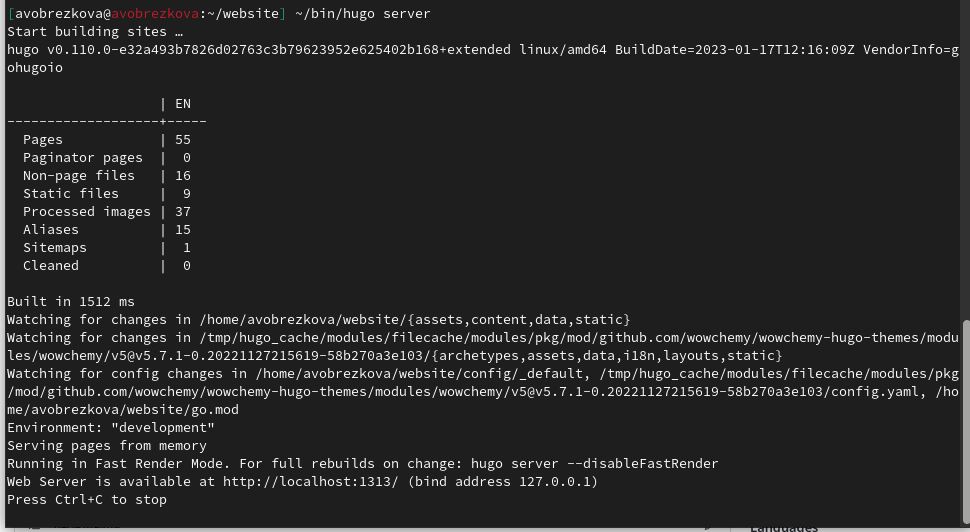 [avobrezkova@avobrezkova:~/website] ~/bin/hugo server
Start building sites …
hugo v0.110.0-e32a493b7826d02763c3b79623952e625402b168+extended linux/amd64 BuildDate=2023-01-17T12:16:09Z VendorInfo=g
ohugoio
| EN
-------------------+-----
Pages | 55
Paginator pages | 0
Non-page files | 16
Static files | 9
Processed images | 37
Aliases | 15
Sitemaps | 1
Cleaned | 0
Built in 1512 ms
Watching for changes in /home/avobrezkova/website/{assets,content,data,static}
Watching for changes in /tmp/hugo_cache/modules/filecache/modules/pkg/mod/github.com/wowchemy/wowchemy-hugo-themes/modu
les/wowchemy/v5@v5.7.1-0.20221127215619-58b270a3e103/{archetypes,assets,data,i18n,layouts,static}
Watching for config changes in /home/avobrezkova/website/config/_default, /tmp/hugo_cache/modules/filecache/modules/pkg
/mod/github.com/wowchemy/wowchemy-hugo-themes/modules/wowchemy/v5@v5.7.1-0.20221127215619-58b270a3e103/config.yaml, /ho
me/avobrezkova/website/go.mod
Environment: "development"
Serving pages from memory
Running in Fast Render Mode. For full rebuilds on change: hugo server --disableFastRender
Web Server is available at http://localhost:1313/ (bind address 127.0.0.1)
Press Ctrl+C to stop
Languages